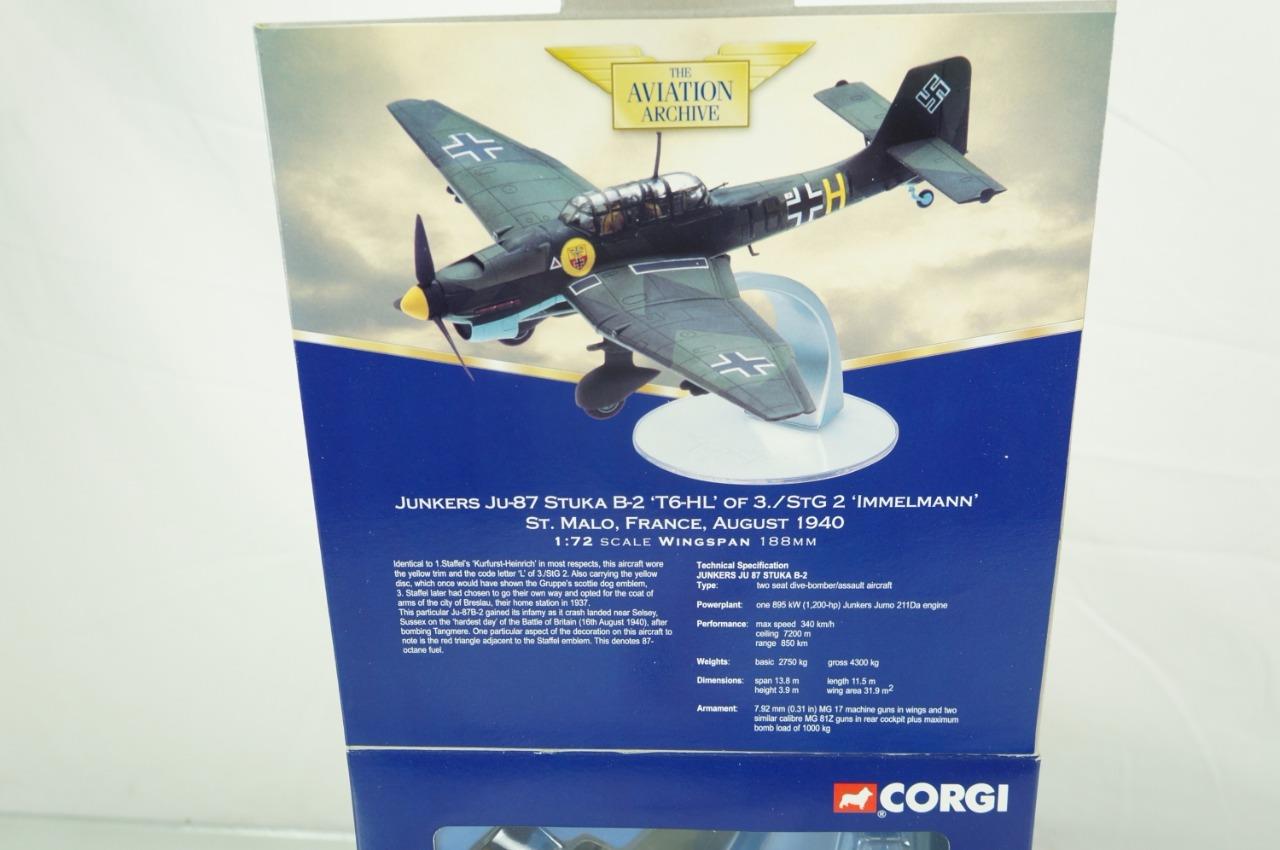 THE
AVIATION
ARCHIVE
H
JUNKERS JU-87 STUKA B-2 'T6-HL' OF 3./STG 2 'IMMELMANN'
ST. MALO, FRANCE, AUGUST 1940
1:72 SCALE WINGSPAN 188MM
Identical to 1.Staffel's 'Kurfurst-Heinrich' in most respects, this aircraft wore
the yellow trim and the code letter 'L' of 3./StG 2. Also carrying the yellow
disc, which once would have shown the Gruppe's scottie dog emblem,
3. Staffel later had chosen to go their own way and opted for the coat of
arms of the city of Breslau, their home station in 1937.
This particular Ju-87B-2 gained its infamy as it crash landed near Selsey,
Sussex on the 'hardest day' of the Battle of Britain (16th August 1940), after
bombing Tangmere. One particular aspect of the decoration on this aircraft to
note is the red triangle adjacent to the Staffel emblem. This denotes 87-
octane fuel.
Technical Specification
JUNKERS JU 87 STUKA B-2
Type: two seat dive-bomber/assault aircraft
Powerplant: one 895 kW (1,200-hp) Junkers Jumo 211Da engine
Performance: max speed 340 km/h
ceiling 7200 m
range 850 km
Weights: basic 2750 kg gross 4300 kg
Dimensions: span 13.8 m length 11.5 m
height 3.9 m wing area 31.9 m2
Armament: 7.92 mm (0.31 in) MG 17 machine guns in wings and two
similar calibre MG 81Z guns in rear cockpit plus maximum
bomb load of 1000 kg
® CORGI